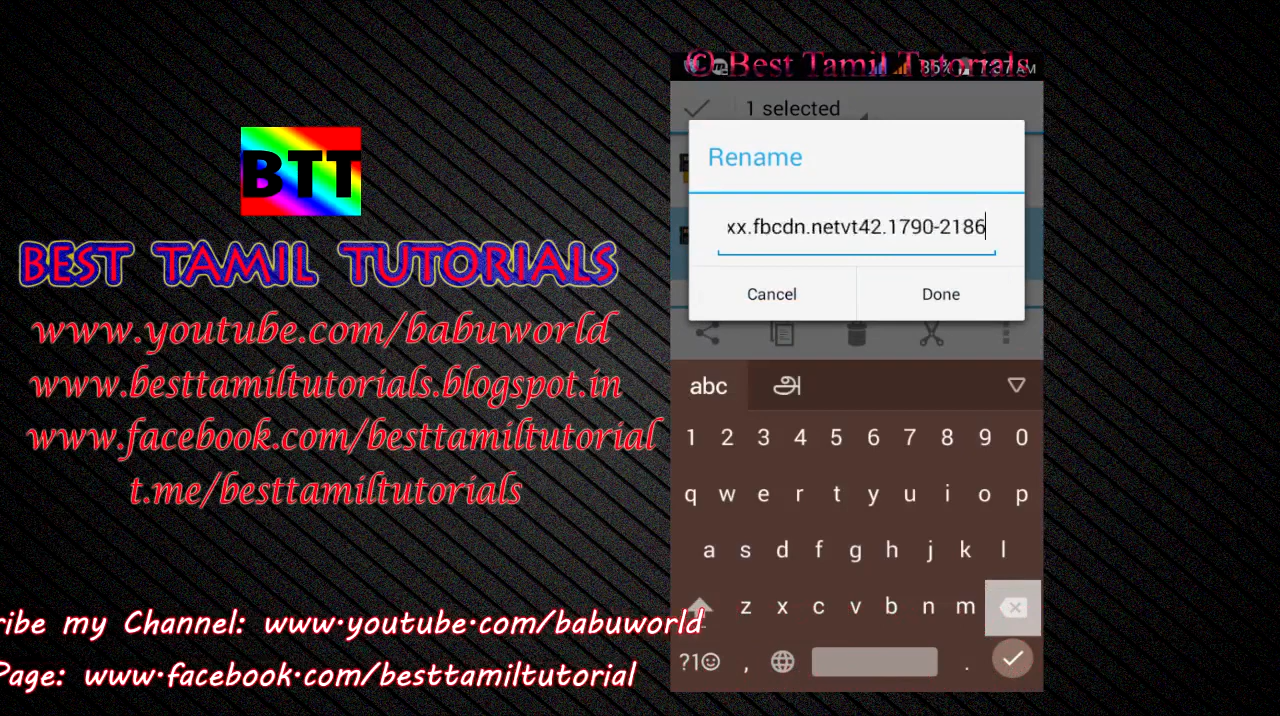 BTT
BEST TAMIL TUTORIALS
www.youtube.com/babuworld
www.besttamiltutorials.blogspot.in
www.facebook.com/besttamiltutorial
t.me/besttamiltutorials
ribe my Channel: www.youtube.com/babuworld
Page: www.facebook.com/besttamiltutorial
© Best Tamil Tutorials
1 selected
Rename
xx.fbcdn.netvt42.1790-2186
Cancel Done
abc அ
1 2 3 4 5 6 7 8 9 0
q w e r t y u i o p
a s d f g h j k l
z x c v b n m
?1☺ , .